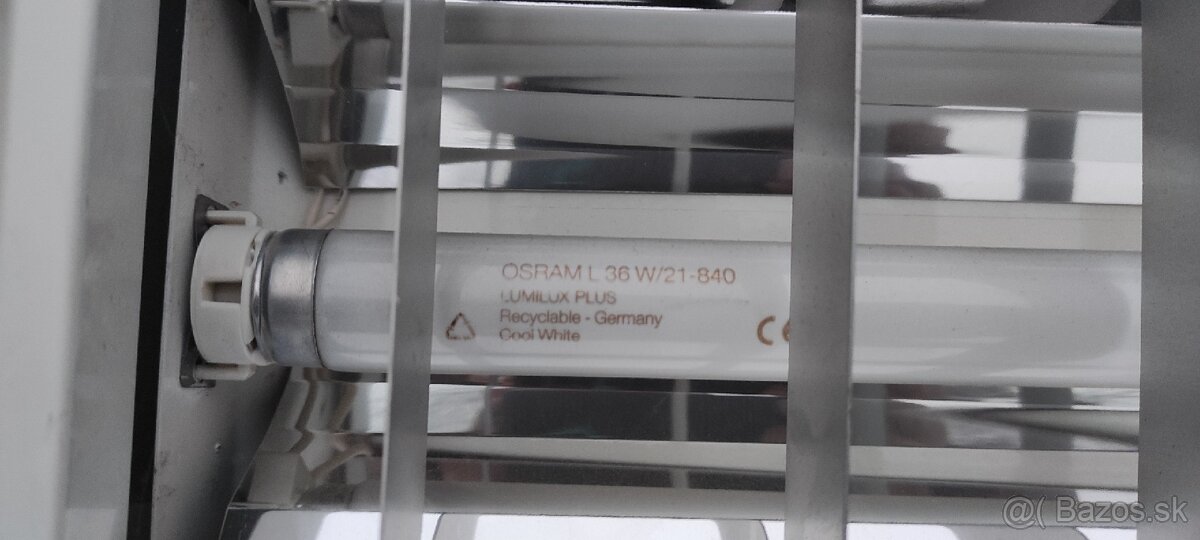 OSRAM L 36 W/21-840
LUMILUX PLUS
Recyclable - Germany
Cool White
CE
@( Bazos.sk